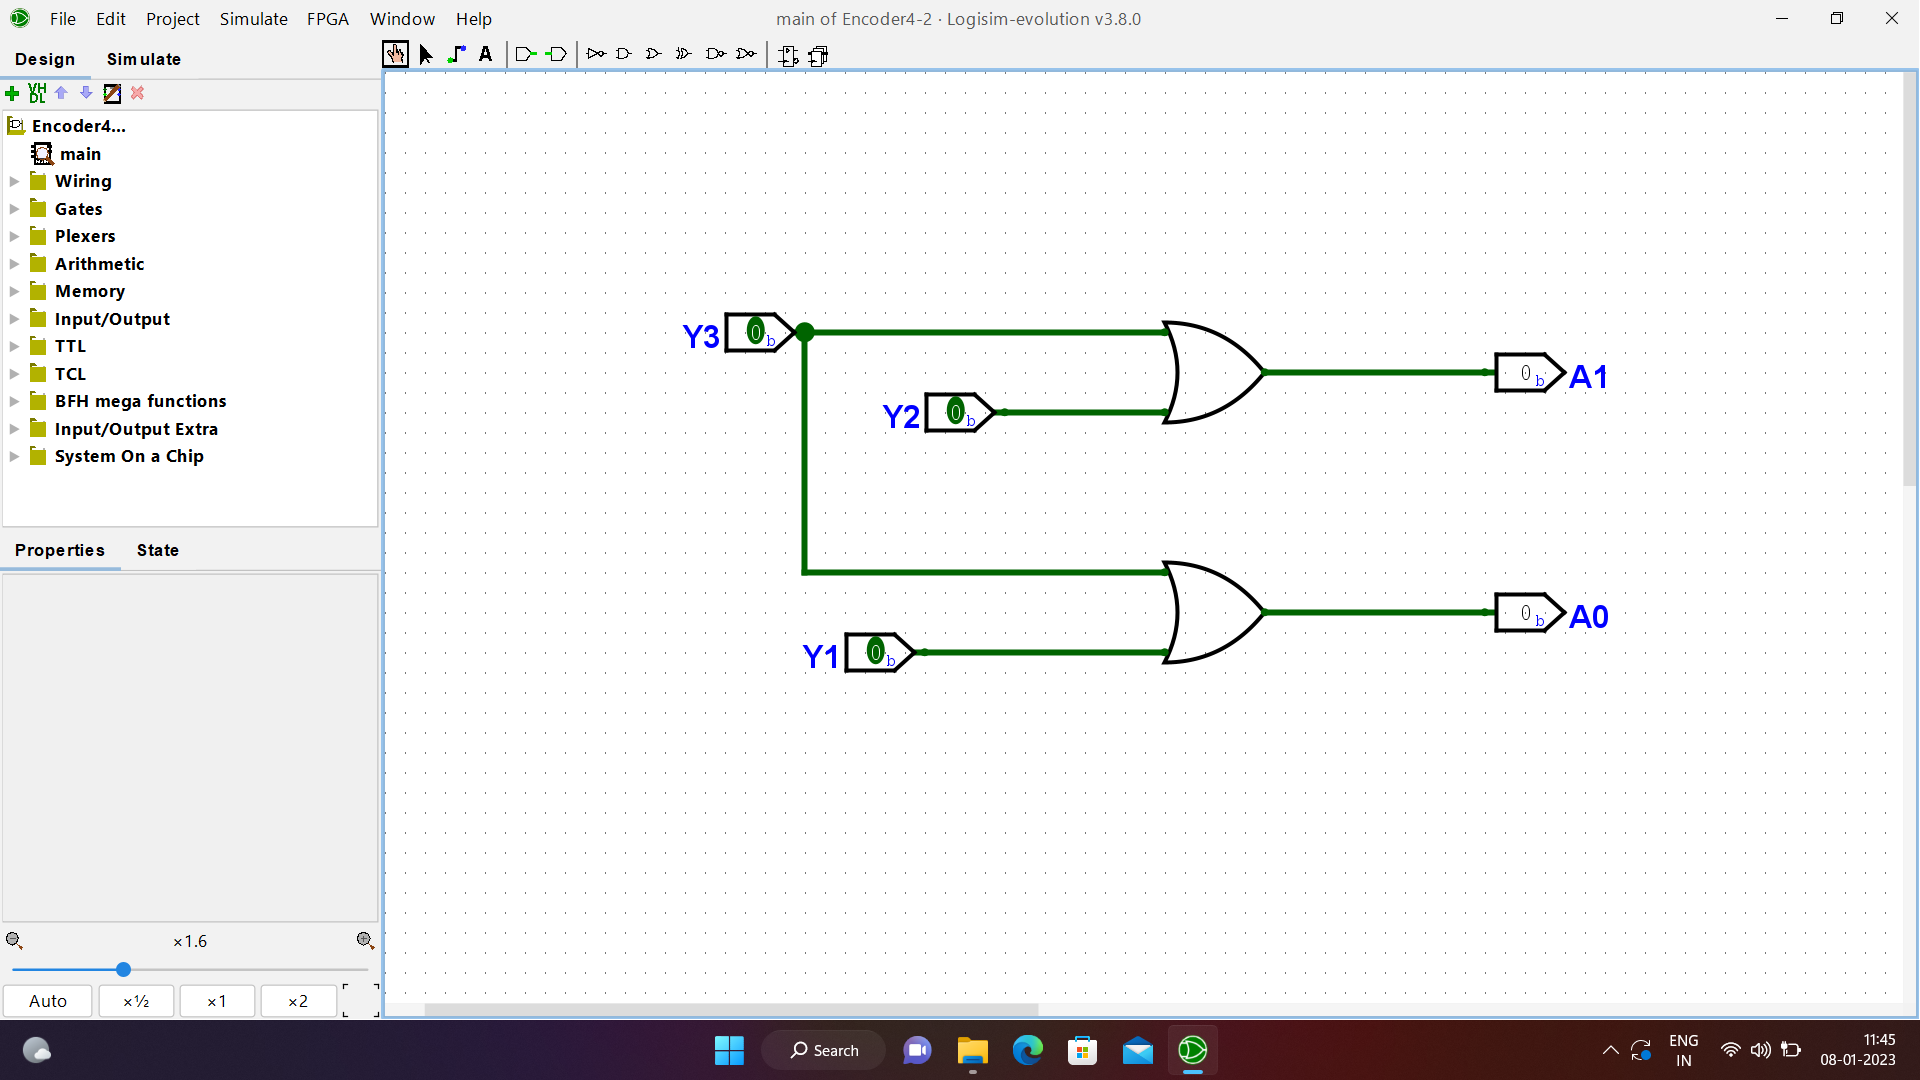 File Edit Project Simulate FPGA Window Help
main of Encoder4-2 · Logisim-evolution v3.8.0
Design Simulate
A
VHDL
Encoder4...
main
Wiring
Gates
Plexers
Arithmetic
Memory
Input/Output
TTL
TCL
BFH mega functions
Input/Output Extra
System On a Chip
Properties State
×1.6
Auto ×½ ×1 ×2
Y3 0 b
0 b A1
Y2 0 b
0 b A0
Y1 0 b
Search
ENG
IN
11:45
08-01-2023